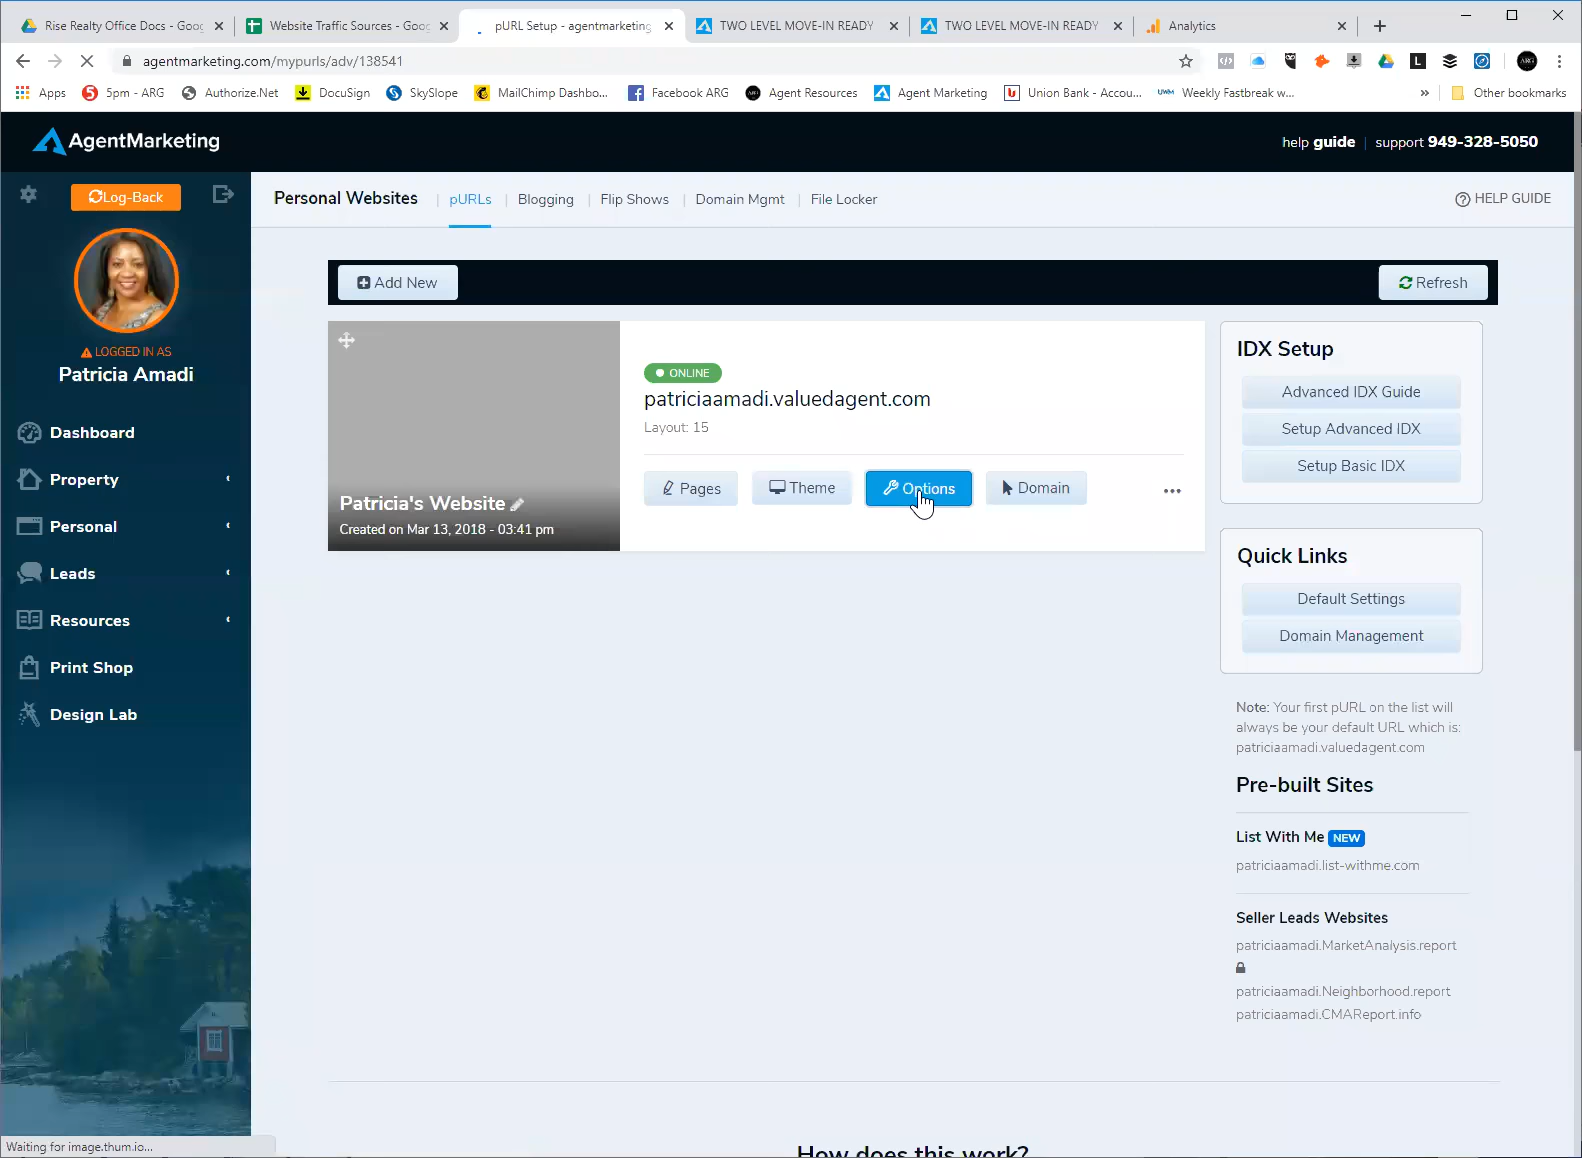 Rise Realty Office Docs - Goog
Website Traffic Sources - Goog
pURL Setup - agentmarketing
TWO LEVEL MOVE-IN READY
TWO LEVEL MOVE-IN READY
Analytics
agentmarketing.com/mypurls/adv/138541
Apps
5pm - ARG
Authorize.Net
DocuSign
SkySlope
MailChimp Dashbo...
Facebook ARG
Agent Resources
Agent Marketing
Union Bank - Accou...
UWM
Weekly Fastbreak w...
»
Other bookmarks
AgentMarketing
help guide | support 949-328-5050
Log-Back
Personal Websites | pURLs | Blogging | Flip Shows | Domain Mgmt | File Locker
HELP GUIDE
LOGGED IN AS
Patricia Amadi
Dashboard
Property
Personal
Leads
Resources
Print Shop
Design Lab
Add New
Refresh
Patricia's Website
Created on Mar 13, 2018 - 03:41 pm
ONLINE
patriciaamadi.valuedagent.com
Layout: 15
Pages
Theme
Options
Domain
...
IDX Setup
Advanced IDX Guide
Setup Advanced IDX
Setup Basic IDX
Quick Links
Default Settings
Domain Management
Note: Your first pURL on the list will
always be your default URL which is:
patriciaamadi.valuedagent.com
Pre-built Sites
List With Me NEW
patriciaamadi.list-withme.com
Seller Leads Websites
patriciaamadi.MarketAnalysis.report
patriciaamadi.Neighborhood.report
patriciaamadi.CMAReport.info
How does this work?
Waiting for image.thum.io...